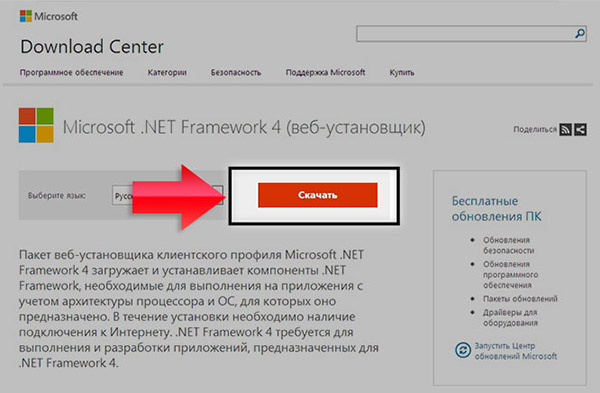 Microsoft
Download Center
Программное обеспечение Категории Безопасность Поддержка Microsoft Купить
Microsoft .NET Framework 4 (веб-установщик)
Поделиться
Выберите язык:
Скачать
Пакет веб-установщика клиентского профиля Microsoft .NET
Framework 4 загружает и устанавливает компоненты .NET
Framework, необходимые для выполнения на приложения с
учетом архитектуры процессора и ОС, для которых оно
предназначено. В течение установки необходимо наличие
подключения к Интернету. .NET Framework 4 требуется для
выполнения и разработки приложений, предназначенных для
.NET Framework 4.
Бесплатные
обновления ПК
Обновления
безопасности
Обновления
программного
обеспечения
Пакеты обновлений
Драйверы для
оборудования
Запустить Центр
обновлений Microsoft